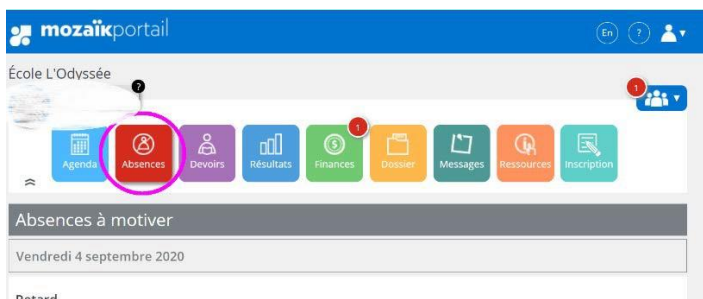 mozaïkportail
En ?
École L'Odyssée
?
1
Agenda Absences Devoirs Résultats Finances 1 Dossier Messages Ressources Inscription
Absences à motiver
Vendredi 4 septembre 2020
Retard